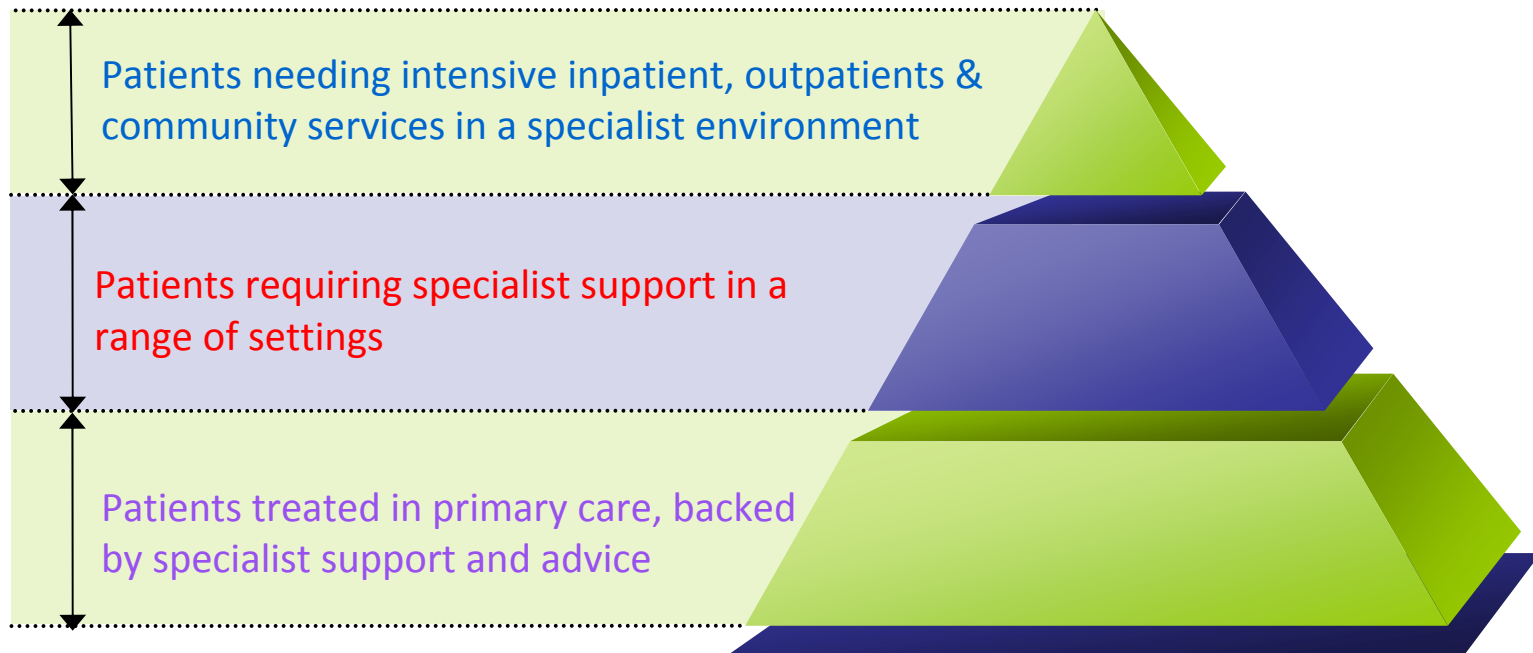 Patients needing intensive inpatient, outpatients &
community services in a specialist environment
Patients requiring specialist support in a
range of settings
Patients treated in primary care, backed
by specialist support and advice